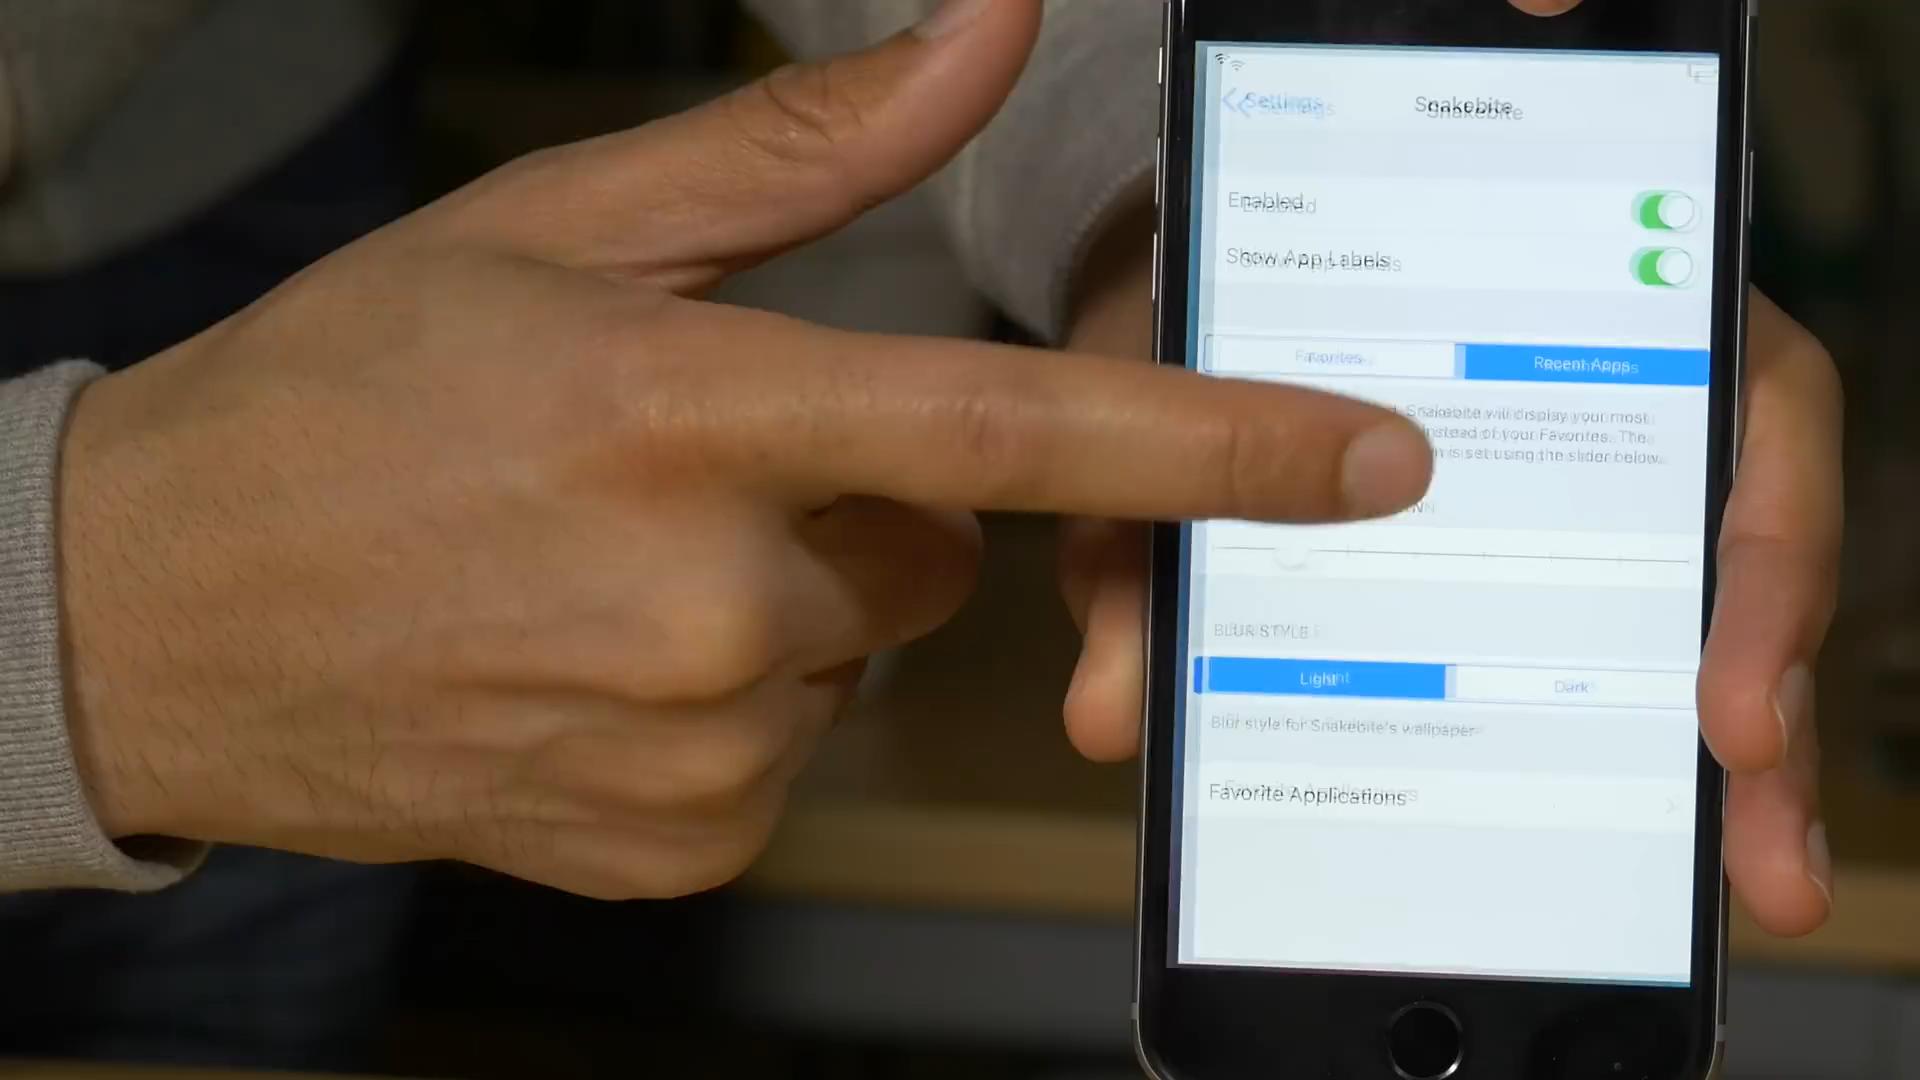 Settings
Snakebite
Enabled
Show App Labels
Favorites
Recent Apps
Snakebite will display your most
instead of your Favorites. The
is set using the slider below.
BLUR STYLE
Light
Dark
Blur style for Snakebite's wallpaper
Favorite Applications